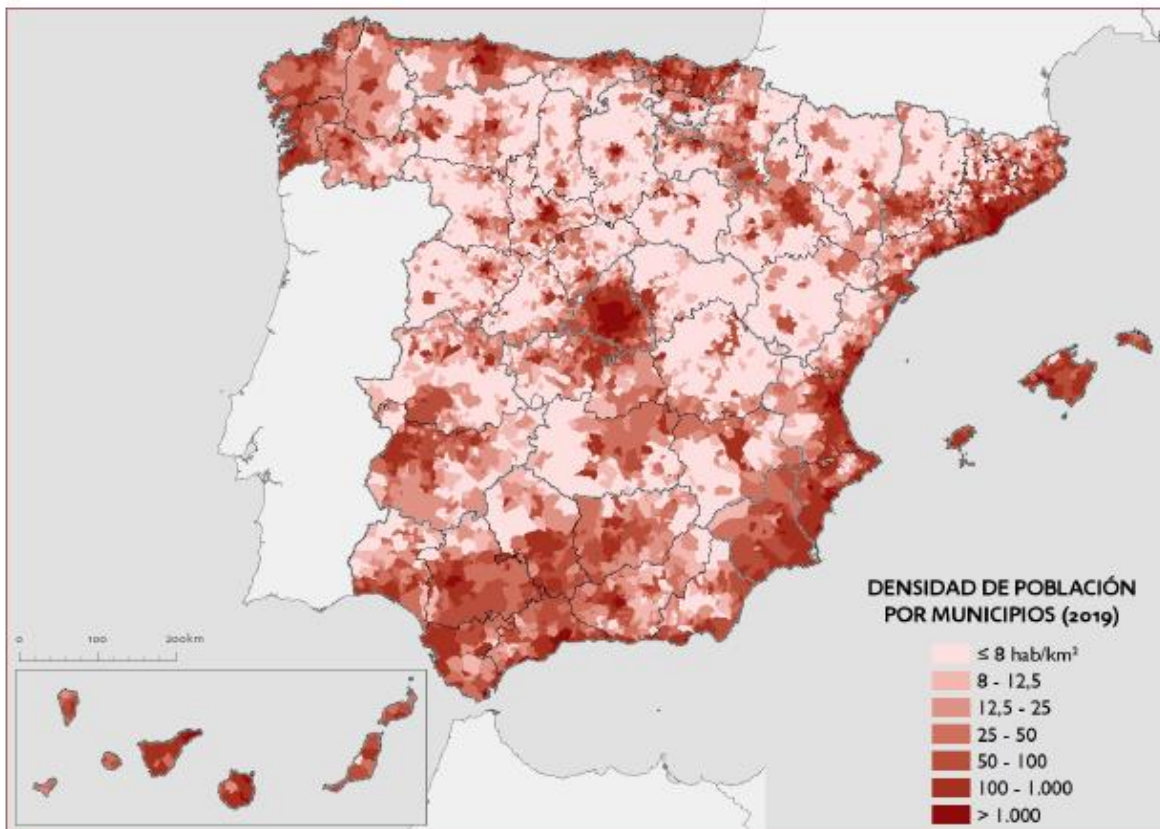 DENSIDAD DE POBLACIÓN
POR MUNICIPIOS (2019)
≤ 8 hab/km²
8 - 12,5
12,5 - 25
25 - 50
50 - 100
100 - 1.000
> 1.000
0 100 200km